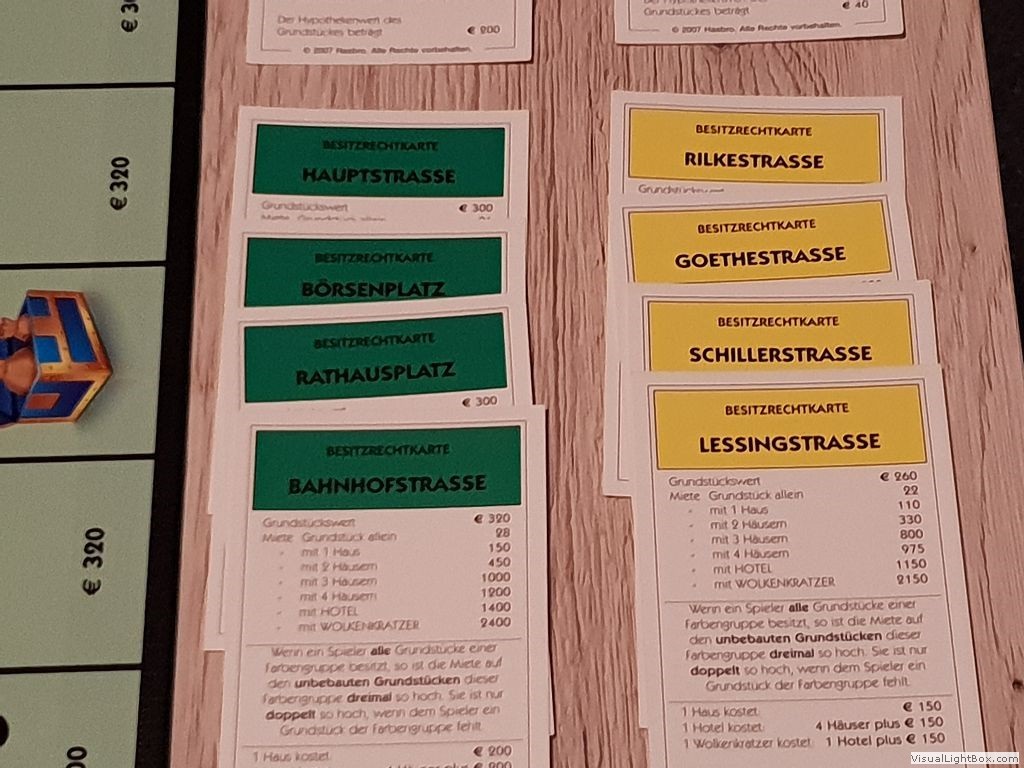 € 30
€ 320
€ 320
00
Der Hypothekenwert des
Grundstückes beträgt € 200
© 2007 Hasbro. Alle Rechte vorbehalten.
Grundstückes beträgt € 40
© 2007 Hasbro. Alle Rechte vorbehalten.
BESITZRECHTKARTE
HAUPTSTRASSE
Grundstückswert € 300
Miete Grundstück allein
BESITZRECHTKARTE
BÖRSENPLATZ
BESITZRECHTKARTE
RATHAUSPLATZ
€ 300
BESITZRECHTKARTE
BAHNHOFSTRASSE
Grundstückswert € 320
Miete Grundstück allein 28
" mit 1 Haus 150
" mit 2 Häusern 450
" mit 3 Häusern 1000
" mit 4 Häusern 1200
" mit HOTEL 1400
" mit WOLKENKRATZER 2400
Wenn ein Spieler alle Grundstücke einer
Farbengruppe besitzt, so ist die Miete auf
den unbebauten Grundstücken dieser
Farbengruppe dreimal so hoch. Sie ist nur
doppelt so hoch, wenn dem Spieler ein
Grundstück der Farbengruppe fehlt.
1 Haus kostet: € 200
BESITZRECHTKARTE
RILKESTRASSE
BESITZRECHTKARTE
GOETHESTRASSE
BESITZRECHTKARTE
SCHILLERSTRASSE
BESITZRECHTKARTE
LESSINGSTRASSE
Grundstückswert € 260
Miete Grundstück allein 22
" mit 1 Haus 110
" mit 2 Häusern 330
" mit 3 Häusern 800
" mit 4 Häusern 975
" mit HOTEL 1150
" mit WOLKENKRATZER 2150
Wenn ein Spieler alle Grundstücke einer
Farbengruppe besitzt, so ist die Miete auf
den unbebauten Grundstücken dieser
Farbengruppe dreimal so hoch. Sie ist nur
doppelt so hoch, wenn dem Spieler ein
Grundstück der Farbengruppe fehlt.
1 Haus kostet: € 150
1 Hotel kostet: 4 Häuser plus € 150
1 Wolkenkratzer kostet: 1 Hotel plus € 150
VisualLightBox.com